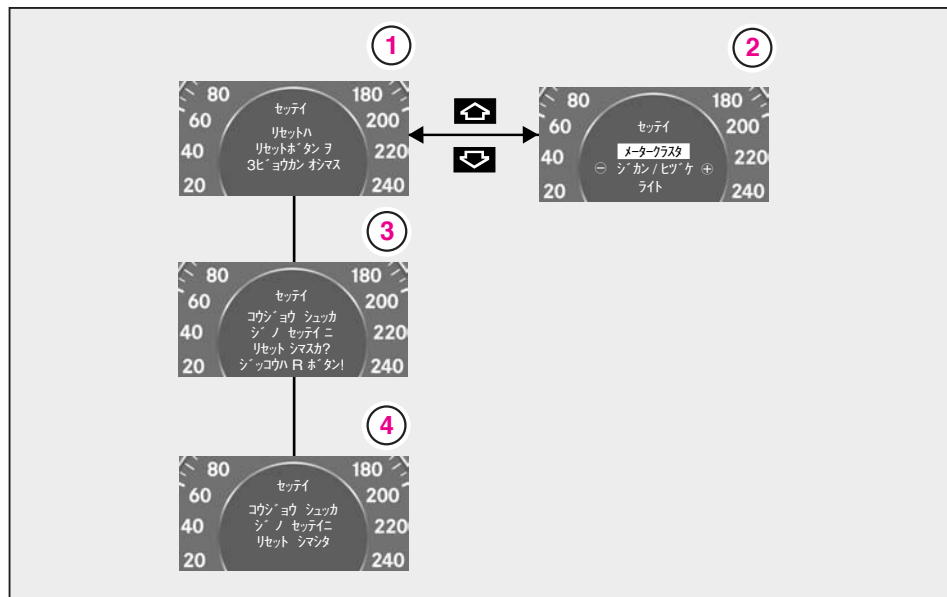 1
80 180
60 200
40 220
20 240
セッテイ
リセットハ
リセットボタン ヲ
3ビョウカン オシマス
2
80 180
60 200
40 220
20 240
セッテイ
メータークラスタ
⊖ ジカン / ヒヅケ ⊕
ライト
3
80 180
60 200
40 220
20 240
セッテイ
コウジョウ シュッカ
ジ ノ セッテイ ニ
リセット シマスカ?
ジッコウハ R ボタン!
4
80 180
60 200
40 220
20 240
セッテイ
コウジョウ シュッカ
ジ ノ セッテイニ
リセット シマシタ